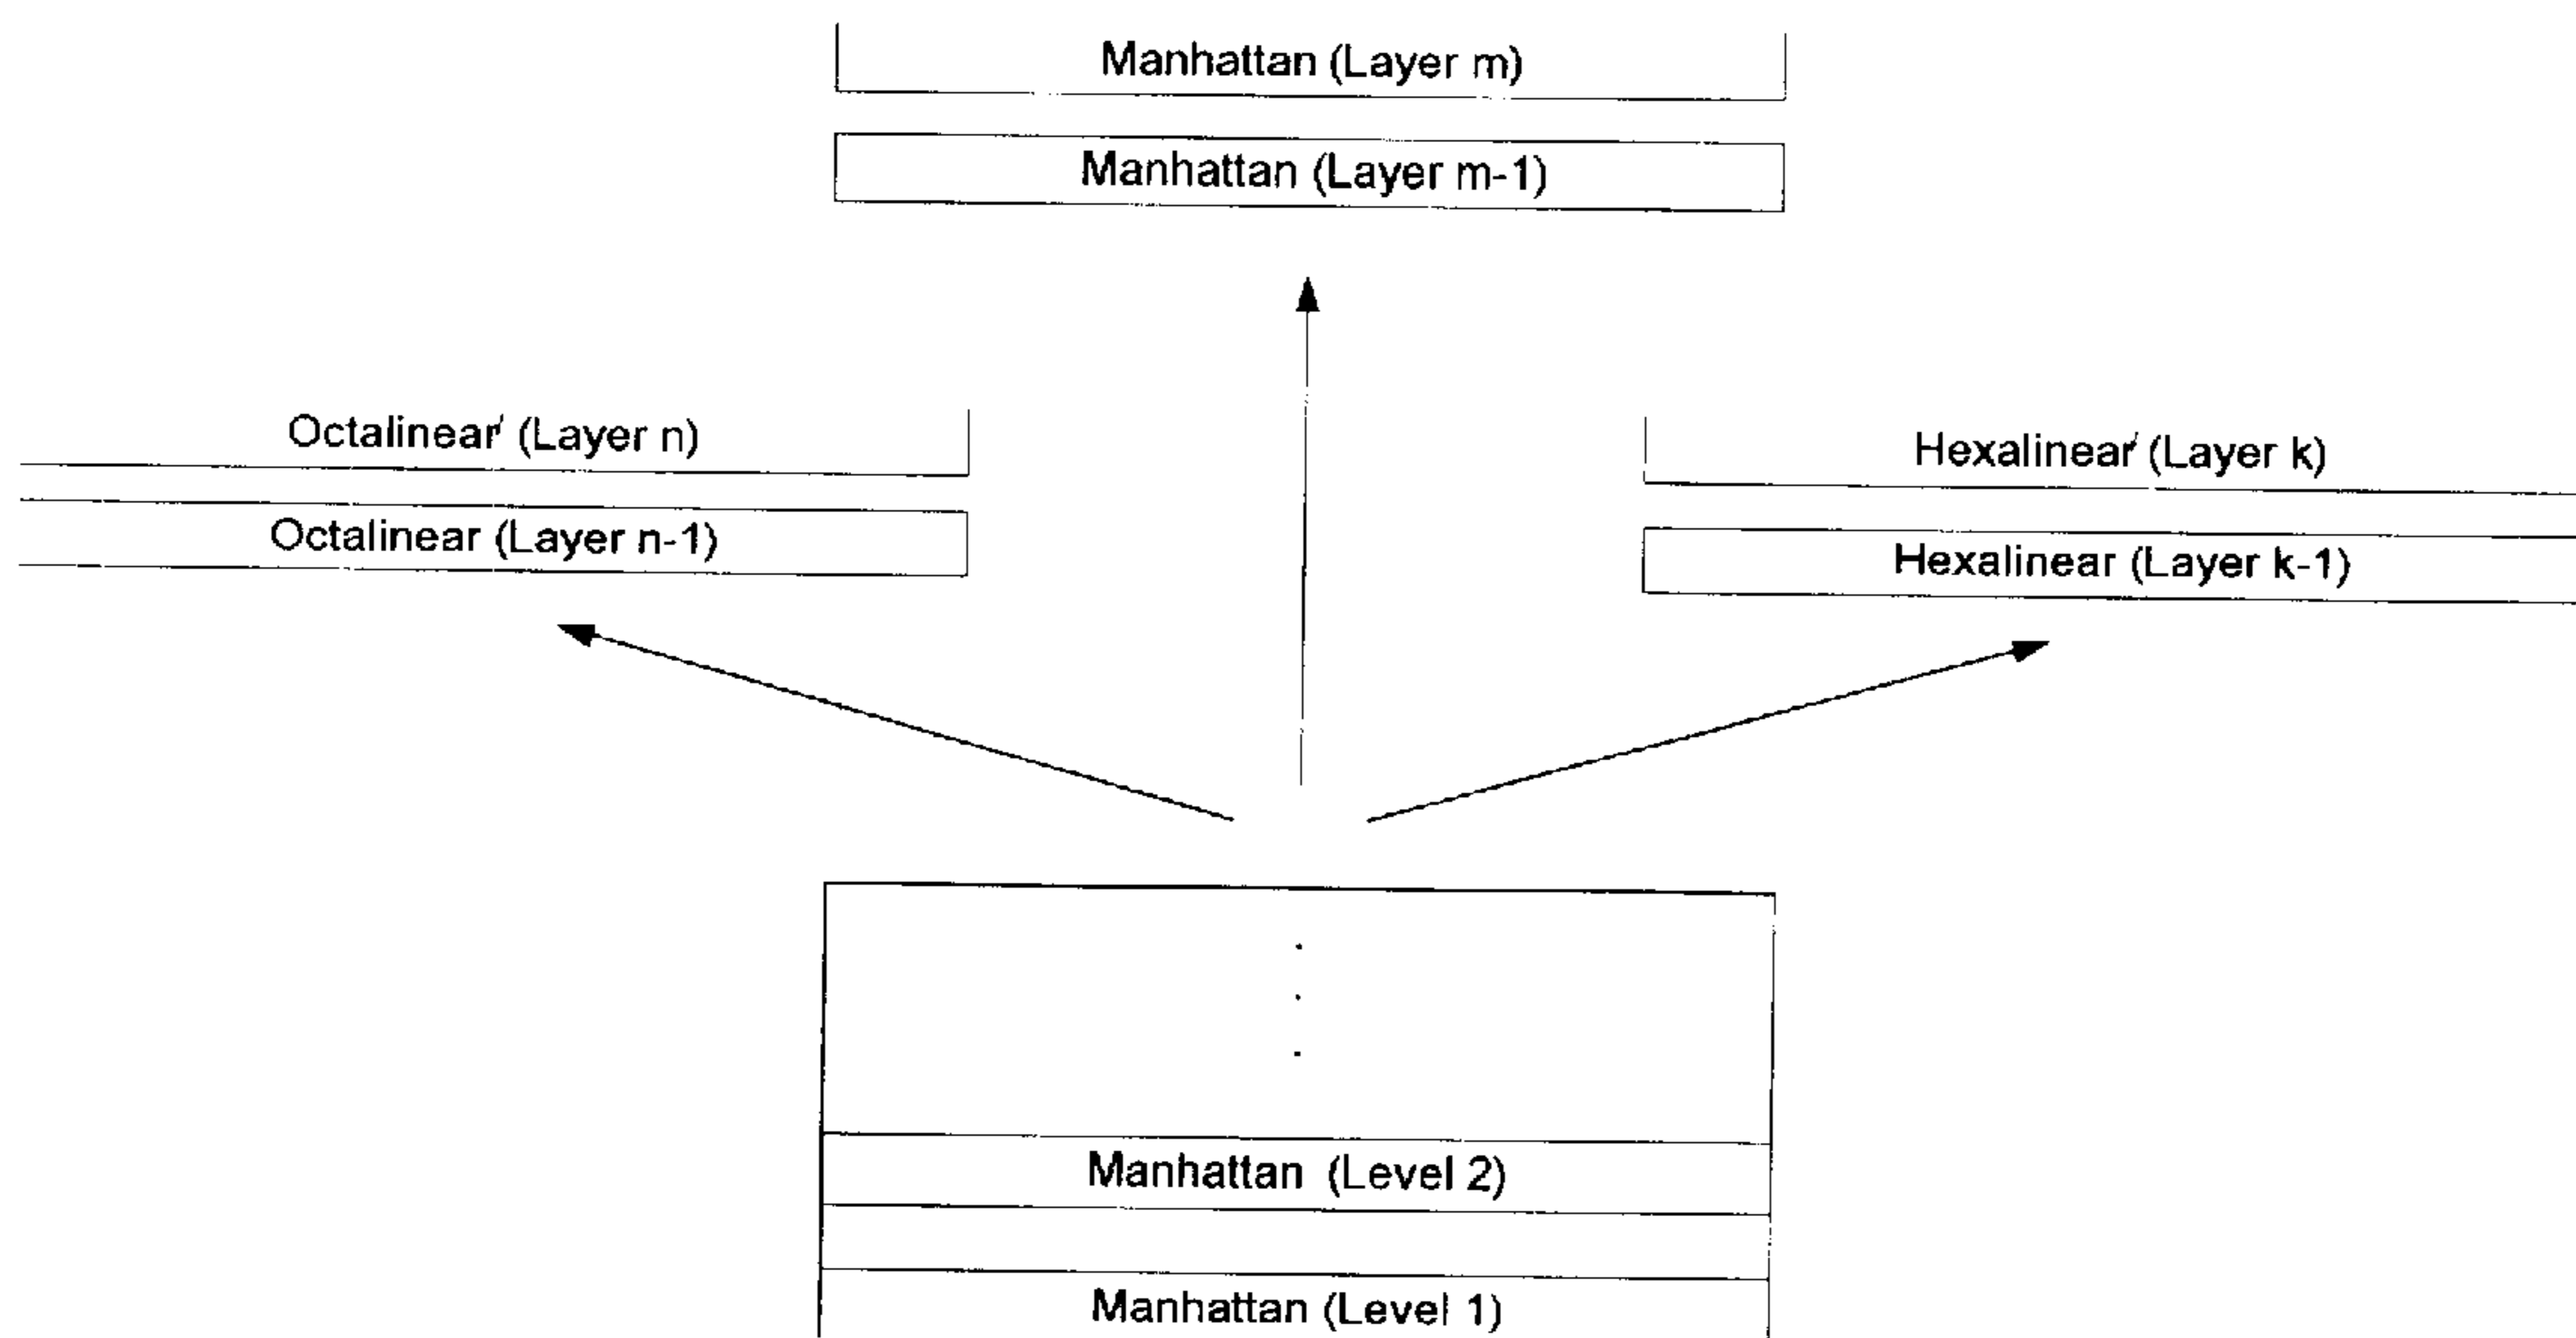 Manhattan (Layer m)
Manhattan (Layer m-1)
Octalinear' (Layer n)
Octalinear (Layer n-1)
Hexalinear' (Layer k)
Hexalinear (Layer k-1)
Manhattan (Level 2)
Manhattan (Level 1)